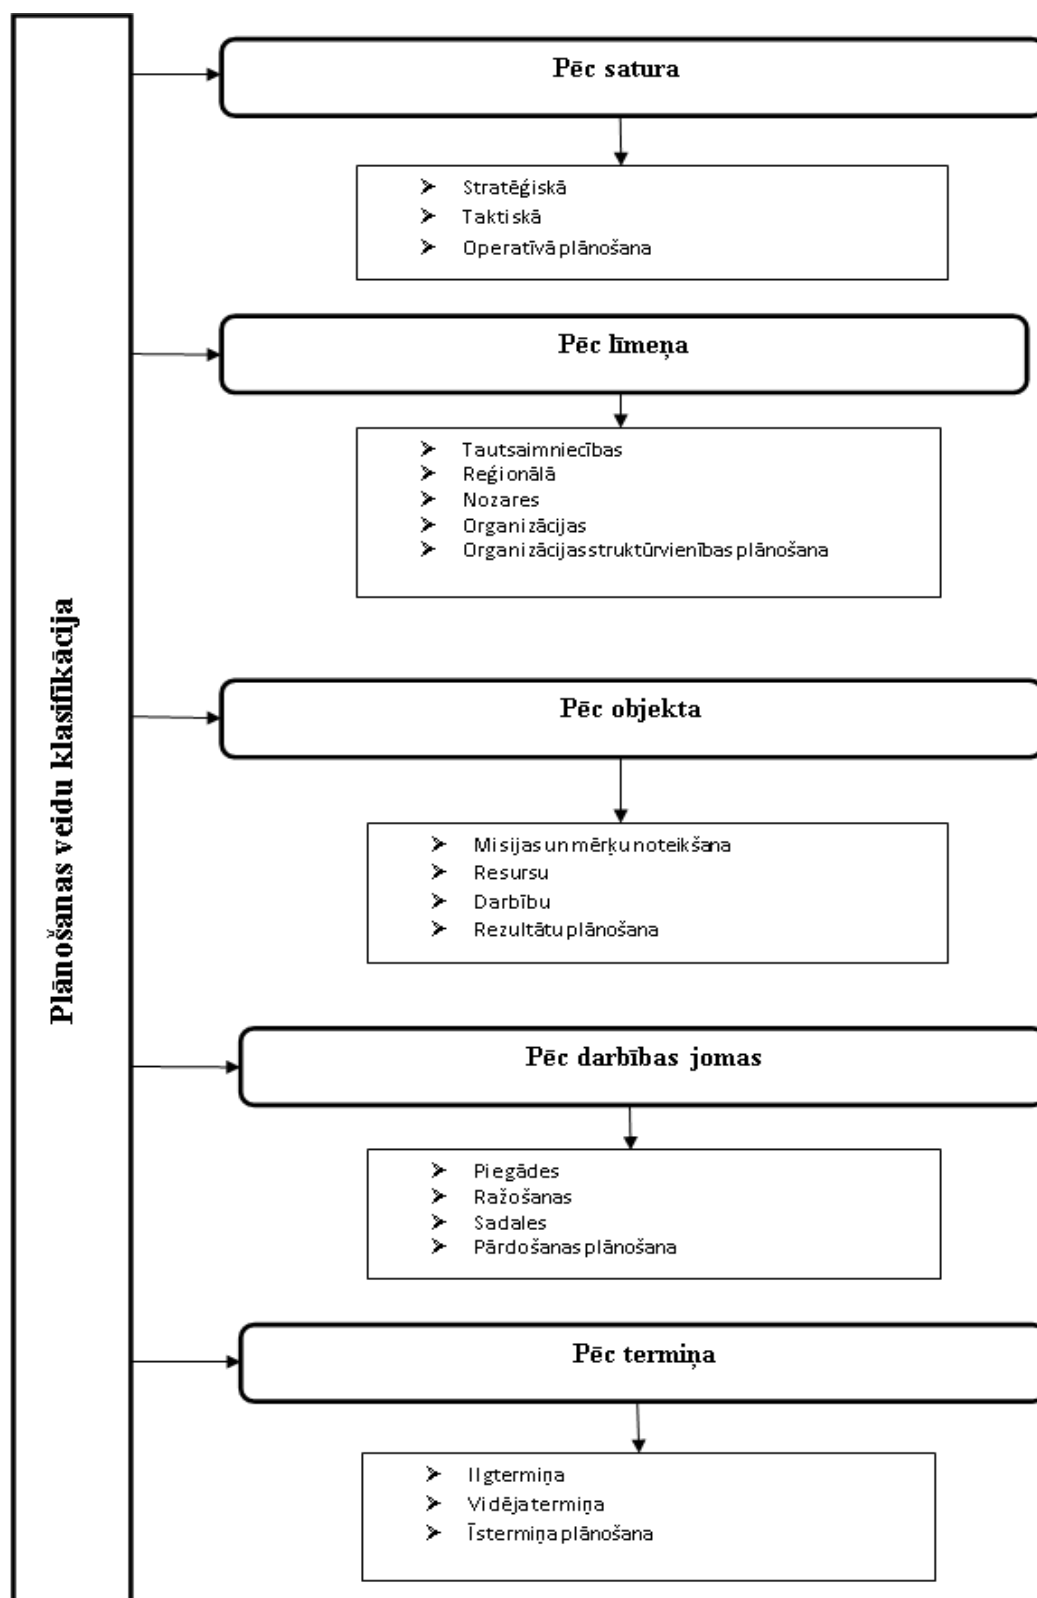 Plānošanas veidu klasifikācija
Pēc satura
Stratēģiskā
Taktiskā
Operatīvā plānošana
Pēc līmeņa
Tautsaimniecības
Reģionālā
Nozares
Organizācijas
Organizācijas struktūrvienības plānošana
Pēc objekta
Misijas un mērķu noteikšana
Resursu
Darbību
Rezultātu plānošana
Pēc darbības jomas
Piegādes
Ražošanas
Sadales
Pārdošanas plānošana
Pēc termiņa
Ilgtermiņa
Vidēja termiņa
Īstermiņa plānošana